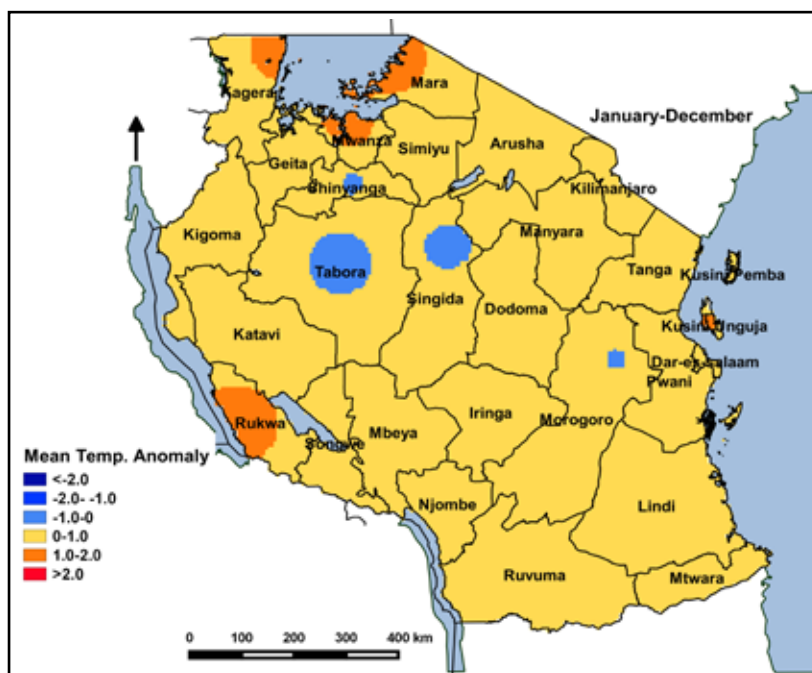 Kagera
Mara
January-December
Mwanza
Simiyu
Arusha
Geita
Shinyanga
Kilimanjaro
Kigoma
Manyara
Tabora
Tanga
Kusini Pemba
Singida
Dodoma
Katavi
Kusini Unguja
Dar-es-salaam
Pwani
Rukwa
Iringa
Morogoro
Mbeya
Songwe
Mean Temp. Anomaly
<-2.0
-2.0- -1.0
-1.0-0
0-1.0
1.0-2.0
>2.0
Njombe
Lindi
Ruvuma
Mtwara
0 100 200 300 400 km